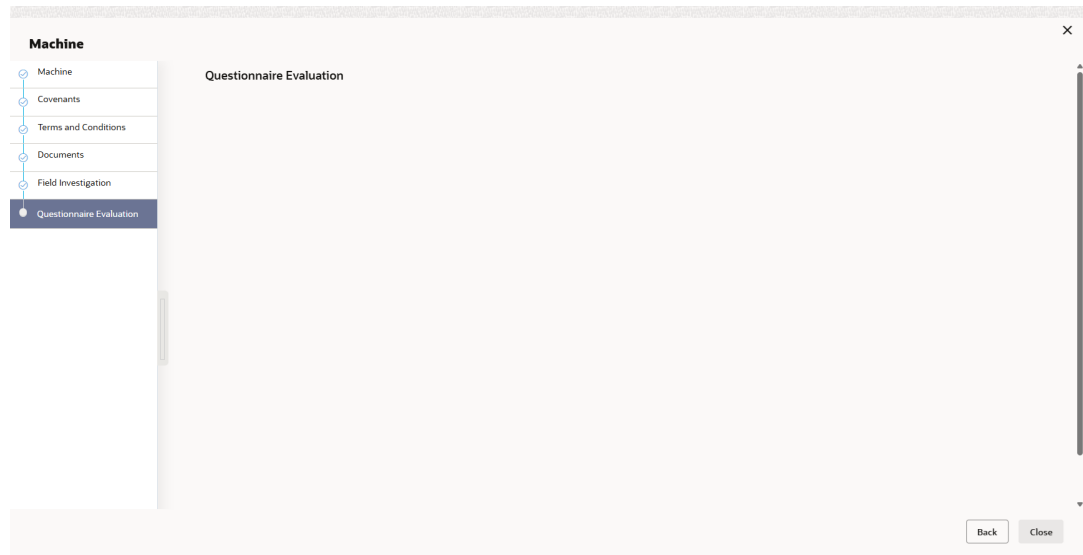 Machine
Machine
Covenants
Terms and Conditions
Documents
Field Investigation
Questionnaire Evaluation
Questionnaire Evaluation
Back
Close